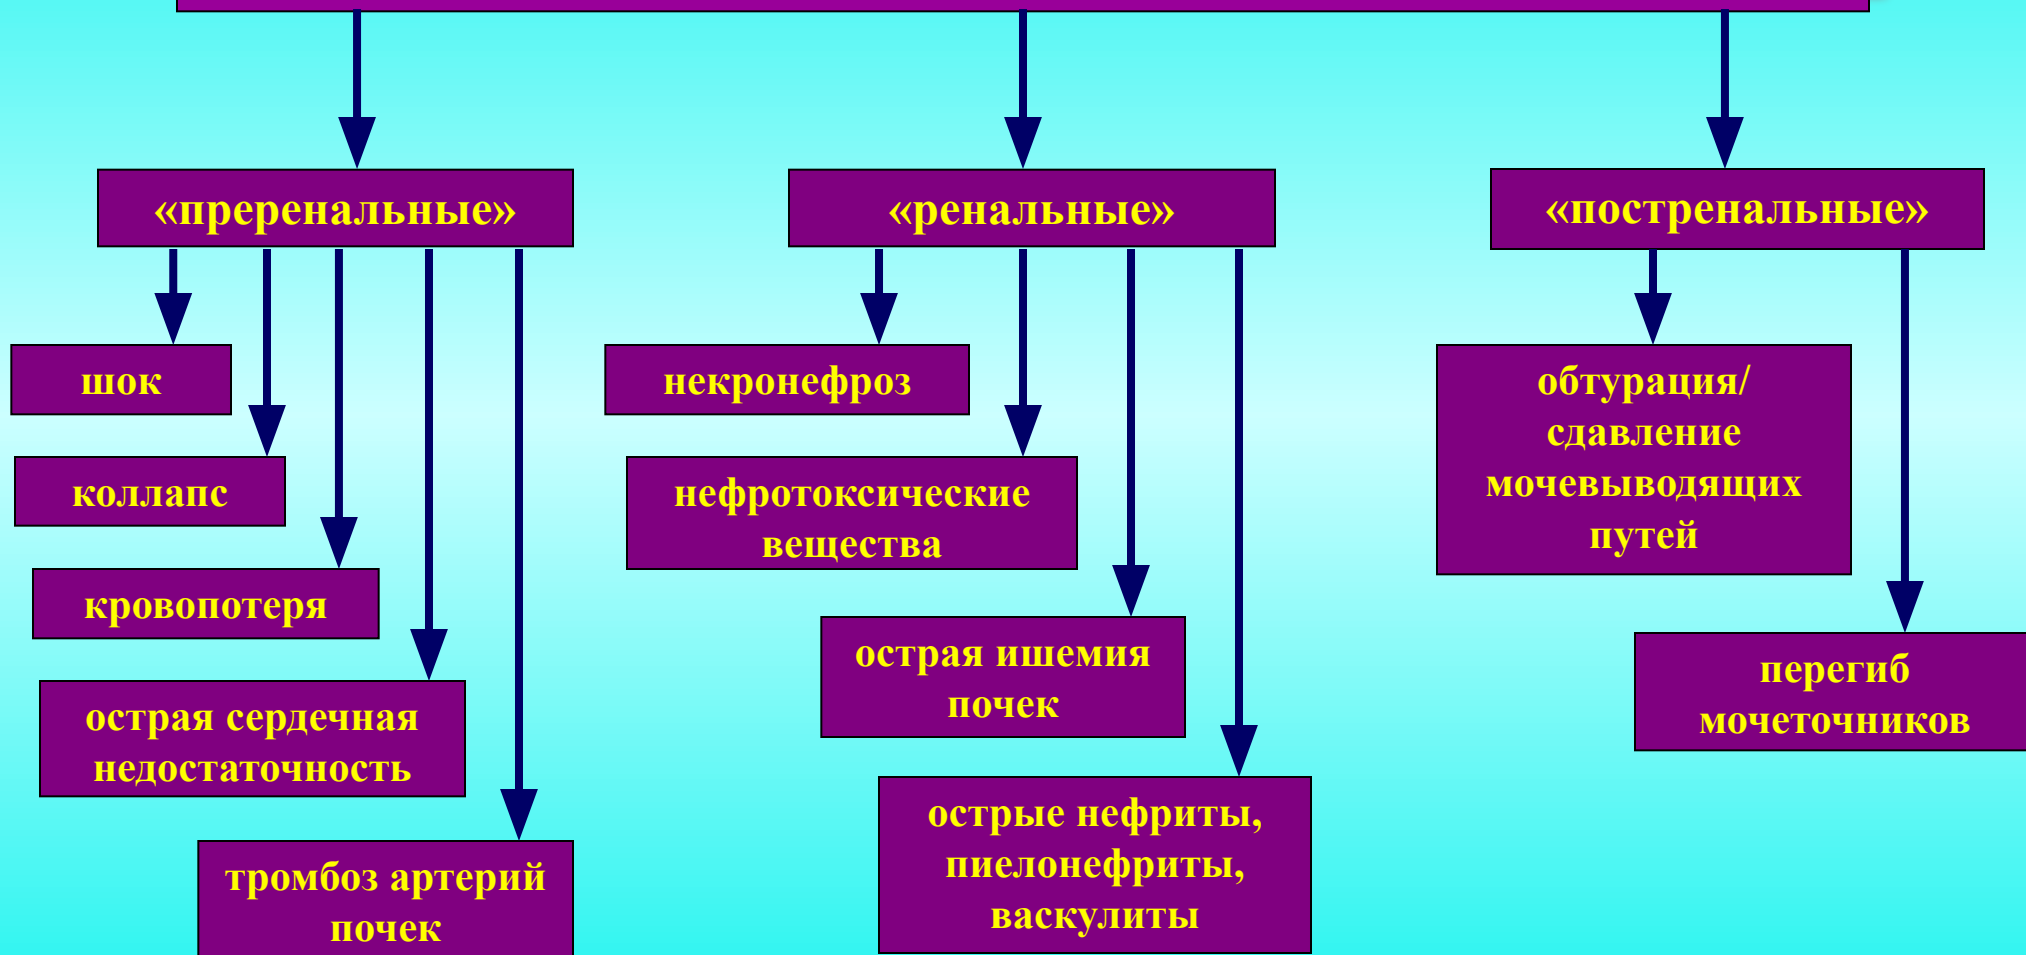 «преренальные»
«ренальные»
«постренальные»
шок
коллапс
кровопотеря
острая сердечная
недостаточность
тромбоз артерий
почек
некронефроз
нефротоксические
вещества
острая ишемия
почек
острые нефриты,
пиелонефриты,
васкулиты
обтурация/
сдавление
мочевыводящих
путей
перегиб
мочеточников